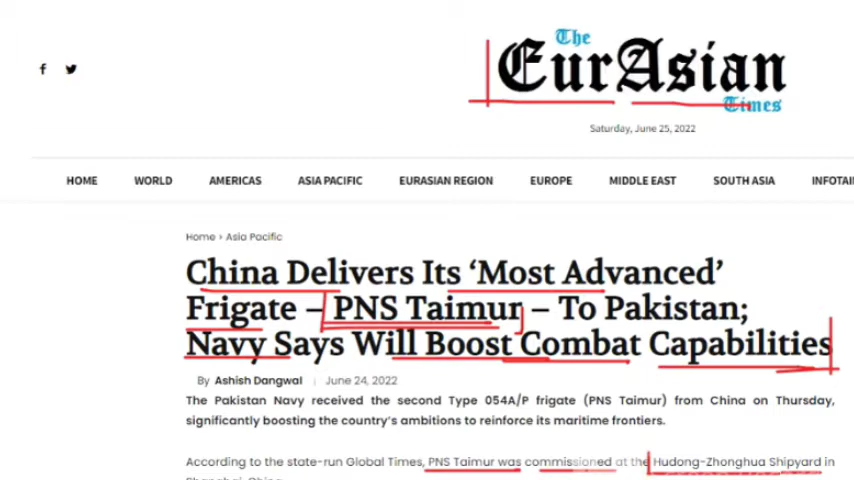 The
EurAsian
Times
Saturday, June 25, 2022
HOME WORLD AMERICAS ASIA PACIFIC EURASIAN REGION EUROPE MIDDLE EAST SOUTH ASIA INFOTAI
Home › Asia Pacific
China Delivers Its ‘Most Advanced’
Frigate – PNS Taimur – To Pakistan;
Navy Says Will Boost Combat Capabilities
By Ashish Dangwal | June 24, 2022
The Pakistan Navy received the second Type 054A/P frigate (PNS Taimur) from China on Thursday,
significantly boosting the country’s ambitions to reinforce its maritime frontiers.
According to the state-run Global Times, PNS Taimur was commissioned at the Hudong-Zhonghua Shipyard in
Shanghai, China